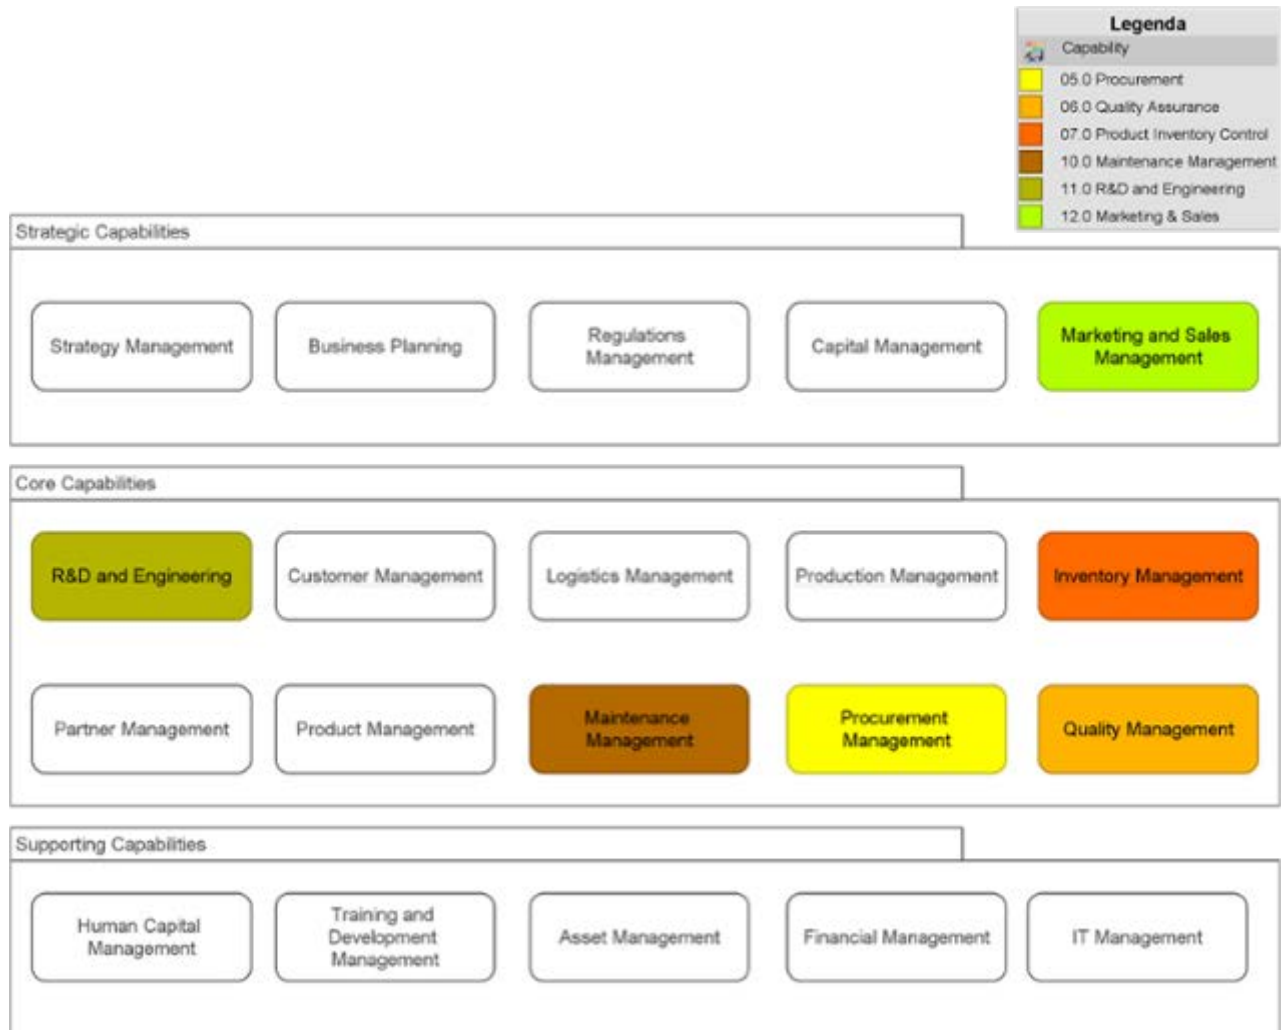 Legenda
Capability
05.0 Procurement
06.0 Quality Assurance
07.0 Product Inventory Control
10.0 Maintenance Management
11.0 R&D and Engineering
12.0 Marketing & Sales
Strategic Capabilities
Strategy Management
Business Planning
Regulations
Management
Capital Management
Marketing and Sales
Management
Core Capabilities
R&D and Engineering
Customer Management
Logistics Management
Production Management
Inventory Management
Partner Management
Product Management
Maintenance
Management
Procurement
Management
Quality Management
Supporting Capabilities
Human Capital
Management
Training and
Development
Management
Asset Management
Financial Management
IT Management